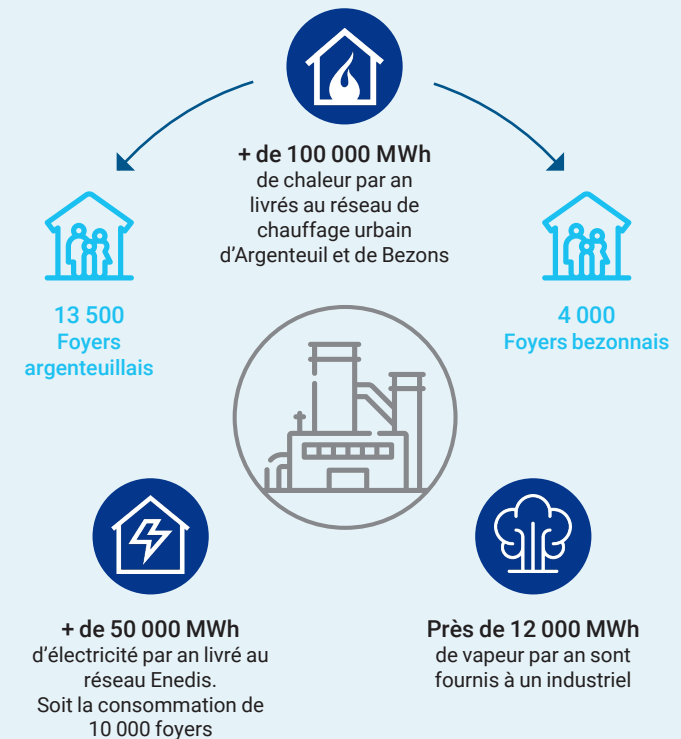 + de 100 000 MWh
de chaleur par an
livrés au réseau de
chauffage urbain
d'Argenteuil et de Bezons
13 500
Foyers
argenteuillais
4 000
Foyers bezonnais
+ de 50 000 MWh
d'électricité par an livré au
réseau Enedis.
Soit la consommation de
10 000 foyers
Près de 12 000 MWh
de vapeur par an sont
fournis à un industriel